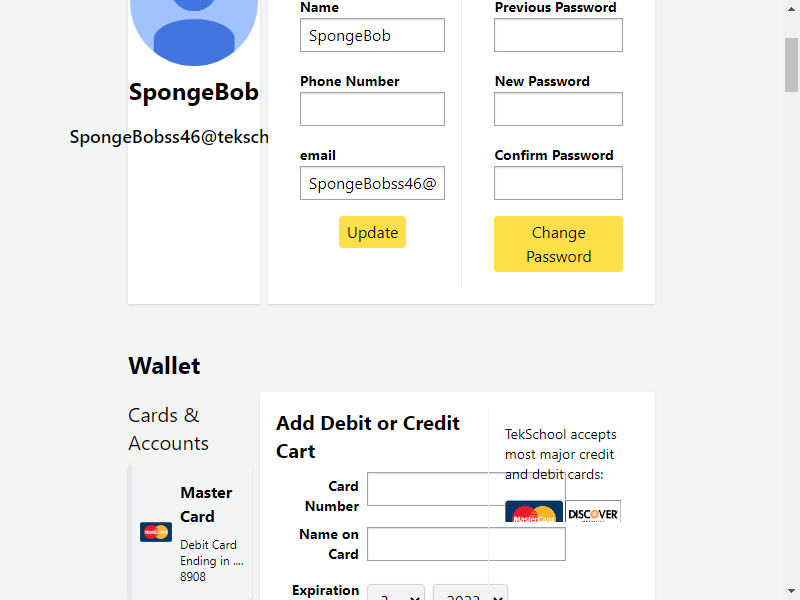 Name
Previous Password
SpongeBob
Phone Number
New Password
SpongeBob
SpongeBobss46@teksch
email
Confirm Password
SpongeBobss46@
Update
Change
Password
Wallet
Cards &
Accounts
Add Debit or Credit
Cart
TekSchool accepts
most major credit
and debit cards:
Card
Number
Master
Card
MasterCard
DISCOVER
MasterCard
Name on
Card
Debit Card
Ending in ....
8908
Expiration